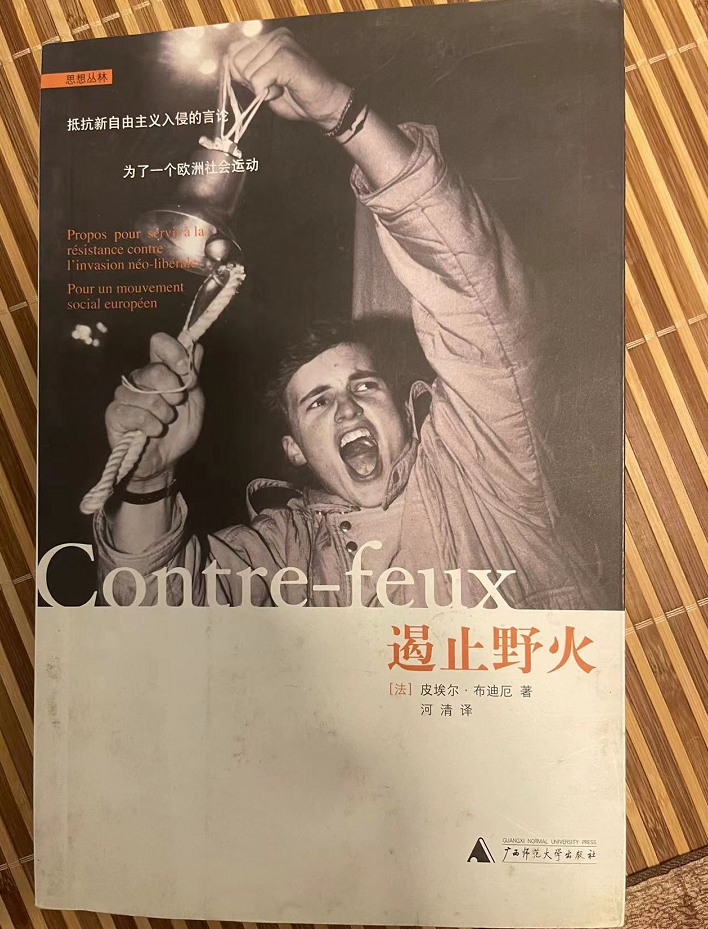 思想丛林
抵抗新自由主义入侵的言论
为了一个欧洲社会运动
Propos pour servir à la
résistance contre
l'invasion néo-libérale
Pour un mouvement
social européen
Contre-feux
遏止野火
[法] 皮埃尔·布迪厄 著
河清 译
GUANGXI NORMAL UNIVERSITY PRESS
广西师范大学出版社